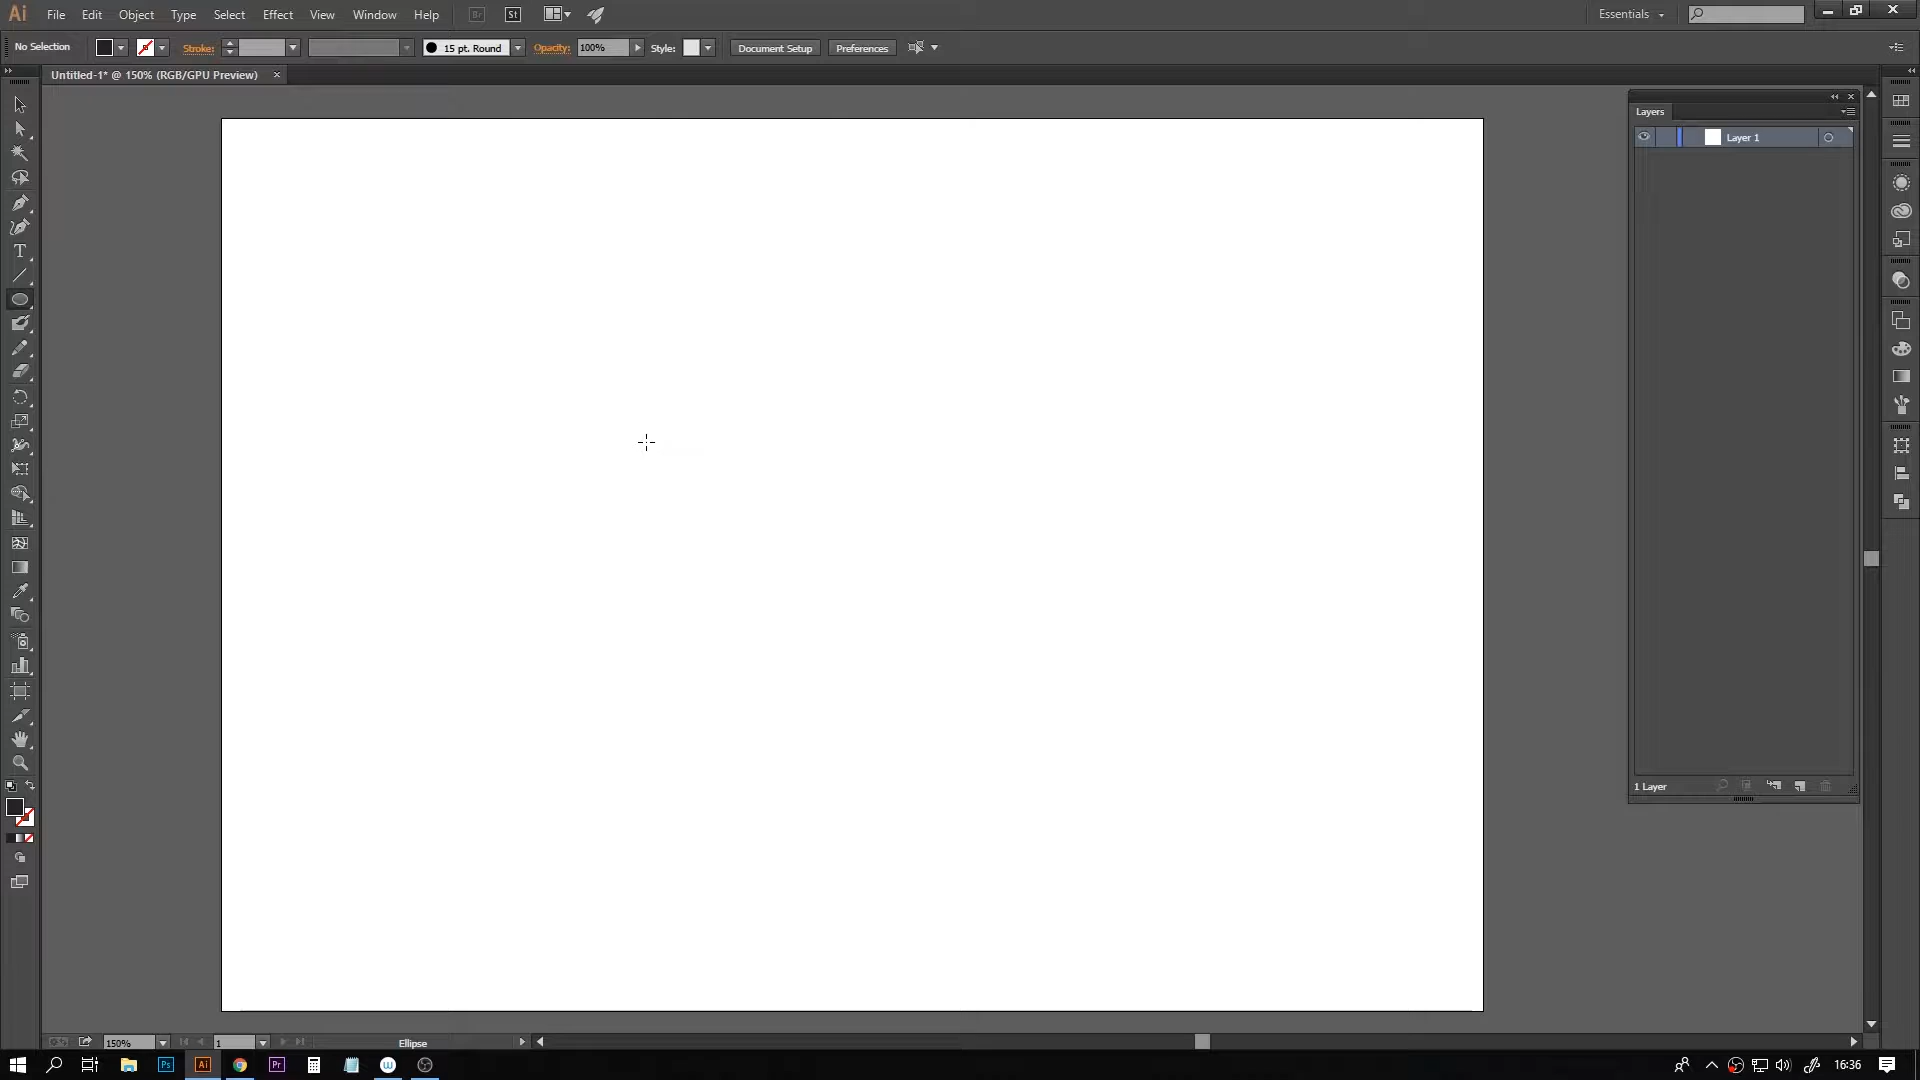 Ai File Edit Object Type Select Effect View Window Help Br St Essentials
No Selection Stroke: 15 pt. Round Opacity: 100% Style: Document Setup Preferences
Untitled-1* @ 150% (RGB/GPU Preview)
Layers
Layer 1
T
1 Layer
150% 1 Ellipse
Ps Ai Pr W 16:36